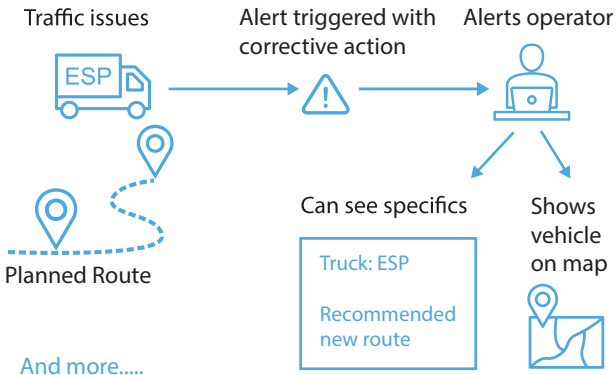 Traffic issues
Alert triggered with
corrective action
Alerts operator
ESP
Planned Route
Can see specifics
Truck: ESP
Recommended
new route
Shows
vehicle
on map
And more.....